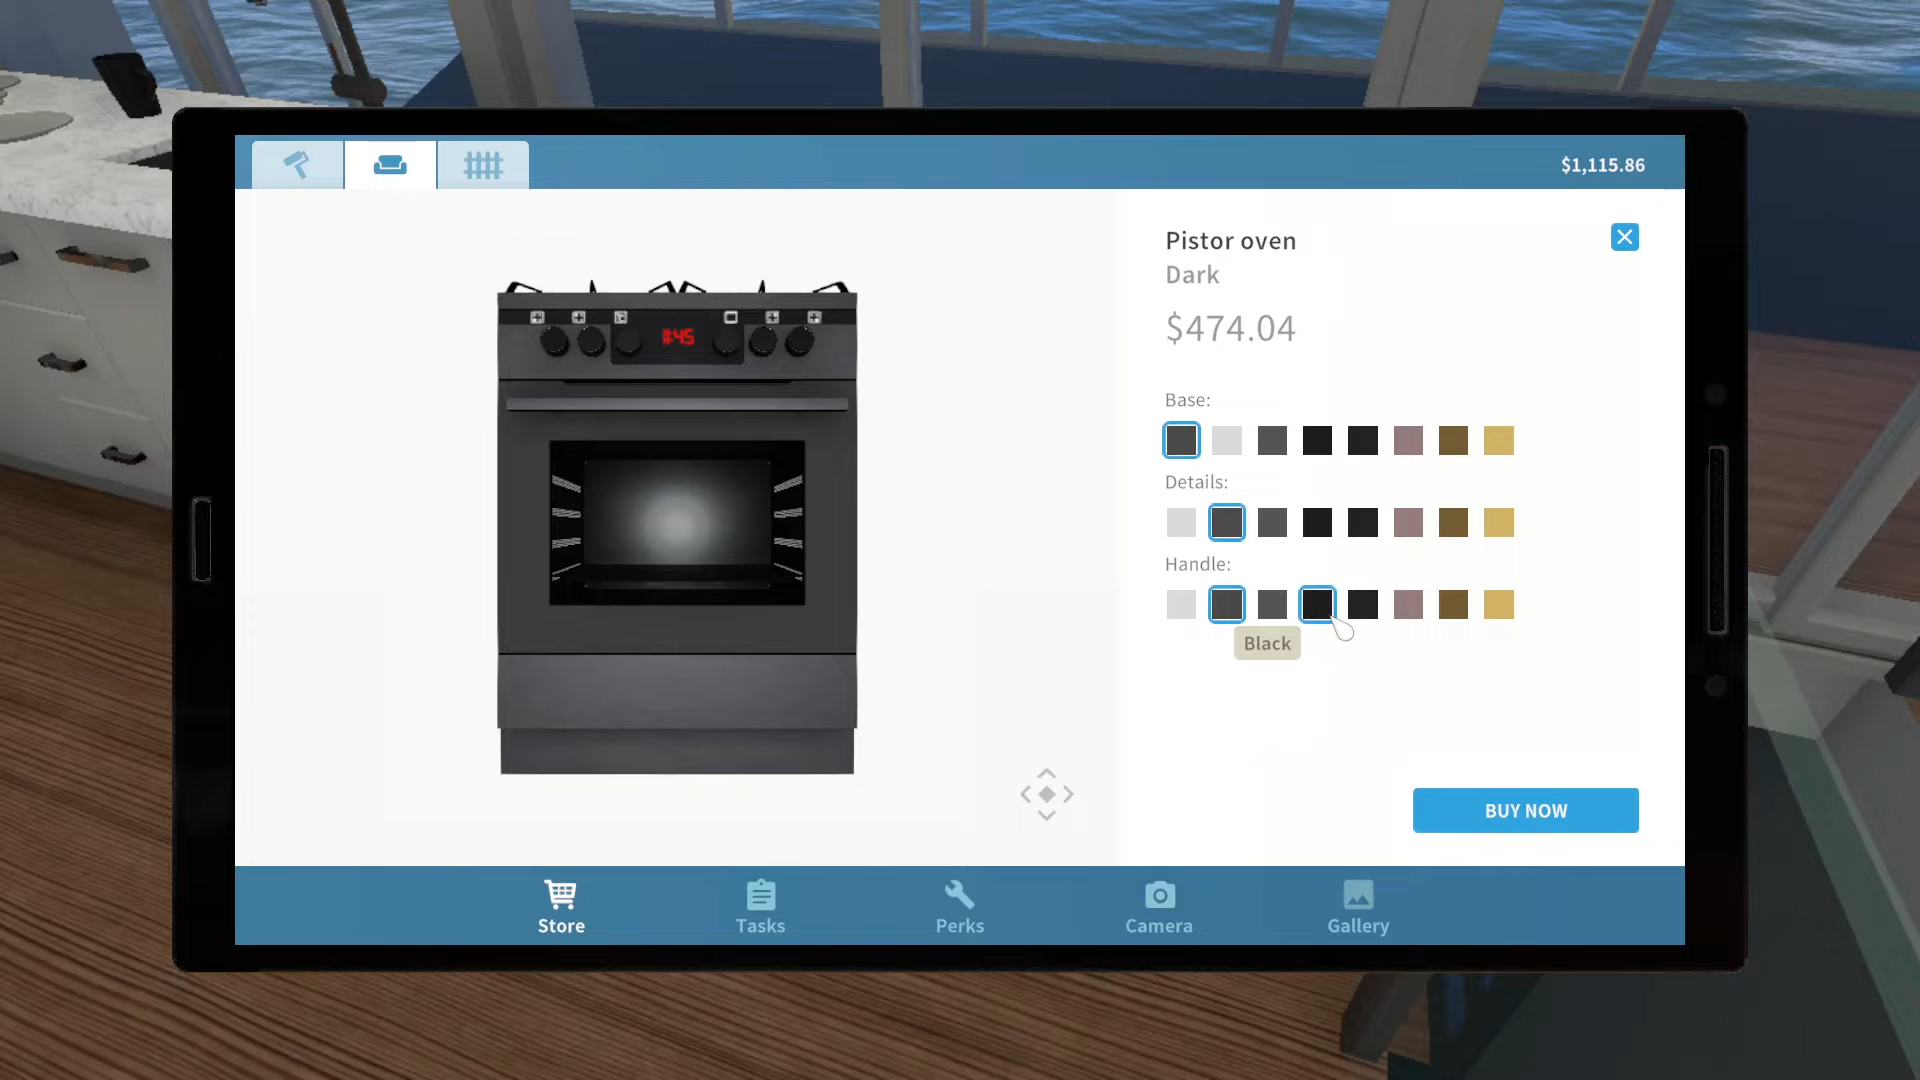 $1,115.86
Pistor oven
Dark
$474.04
Base:
Details:
Handle:
Black
BUY NOW
Store
Tasks
Perks
Camera
Gallery